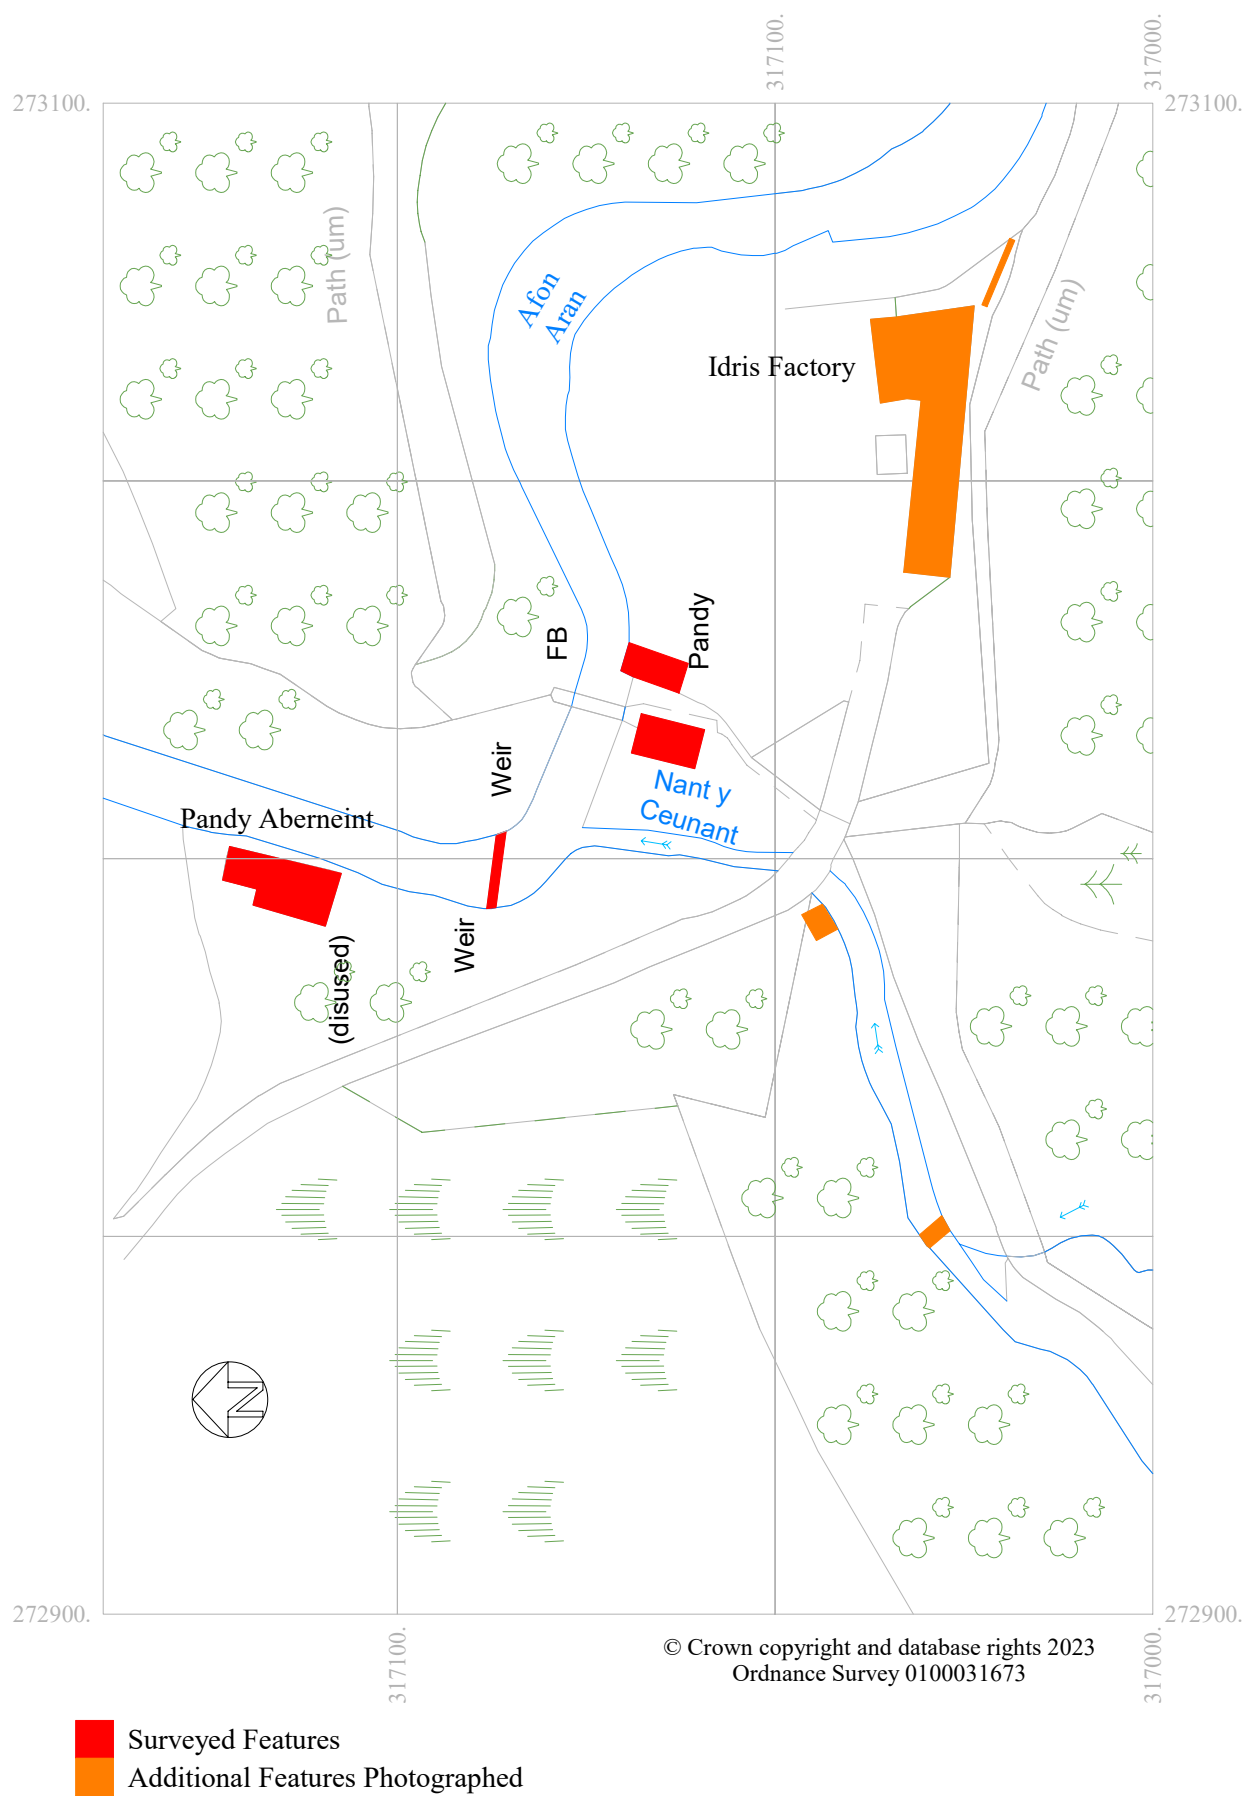 317100.
317000.
273100.
273100.
Path (um)
Afon
Aran
Path (um)
Idris Factory
FB
Pandy
Weir
Nant y
Ceunant
Pandy Aberneint
Weir
(disused)
N
272900.
272900.
317100.
317000.
© Crown copyright and database rights 2023
Ordnance Survey 0100031673
Surveyed Features
Additional Features Photographed